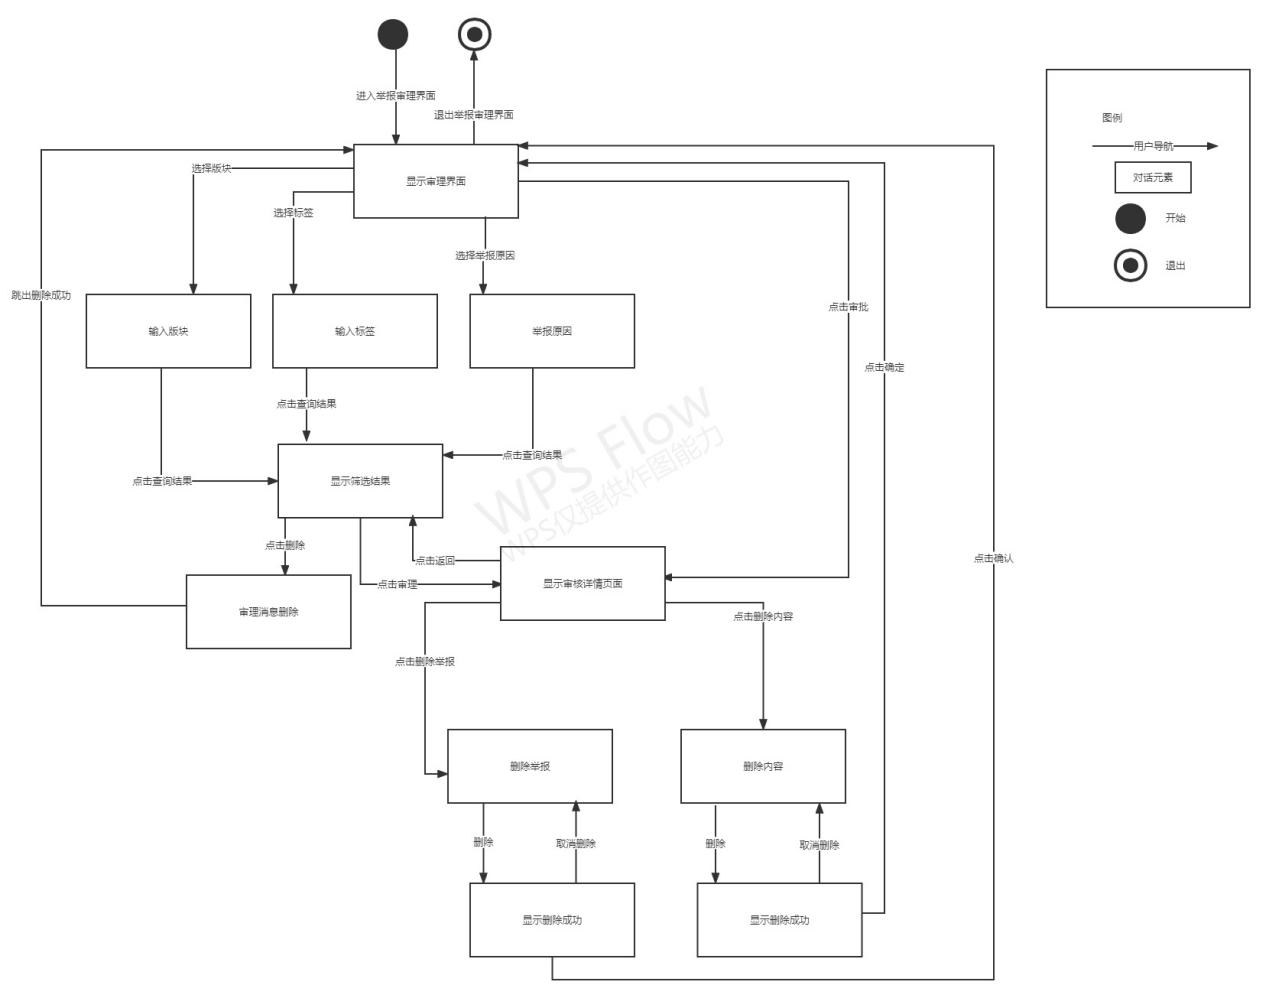 进入举报审理界面
退出举报审理界面
图例
用户导航
对话元素
开始
退出
显示审理界面
选择版块
选择标签
选择举报原因
跳出删除成功
点击审批
点击确定
输入版块
输入标签
举报原因
点击查询结果
点击查询结果
点击查询结果
显示筛选结果
WPS Flow
WPS仅提供作图能力
点击删除
点击返回
点击审理
点击确认
审理消息删除
显示审核详情页面
点击删除举报
点击删除内容
删除举报
删除内容
删除
取消删除
删除
取消删除
显示删除成功
显示删除成功